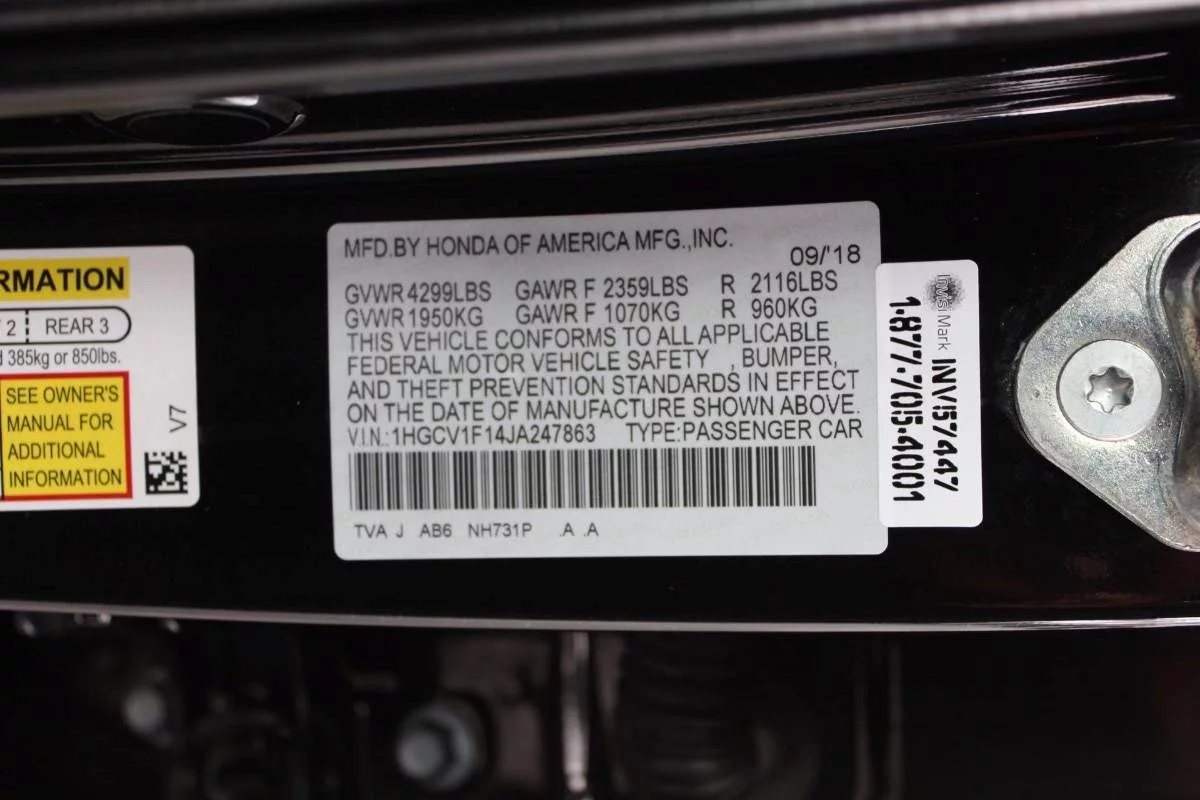 RMATION
2 REAR 3
385kg or 850lbs.
SEE OWNER'S
MANUAL FOR
ADDITIONAL
INFORMATION
V7
MFD.BY HONDA OF AMERICA MFG.,INC.
09/'18
GVWR 4299LBS GAWR F 2359LBS R 2116LBS
GVWR 1950KG GAWR F 1070KG R 960KG
THIS VEHICLE CONFORMS TO ALL APPLICABLE
FEDERAL MOTOR VEHICLE SAFETY , BUMPER,
AND THEFT PREVENTION STANDARDS IN EFFECT
ON THE DATE OF MANUFACTURE SHOWN ABOVE.
V.I.N.:1HGCV1F14JA247863 TYPE:PASSENGER CAR
TVA J AB6 NH731P .A .A
InvisiMark INV57447
1-877-705-4001